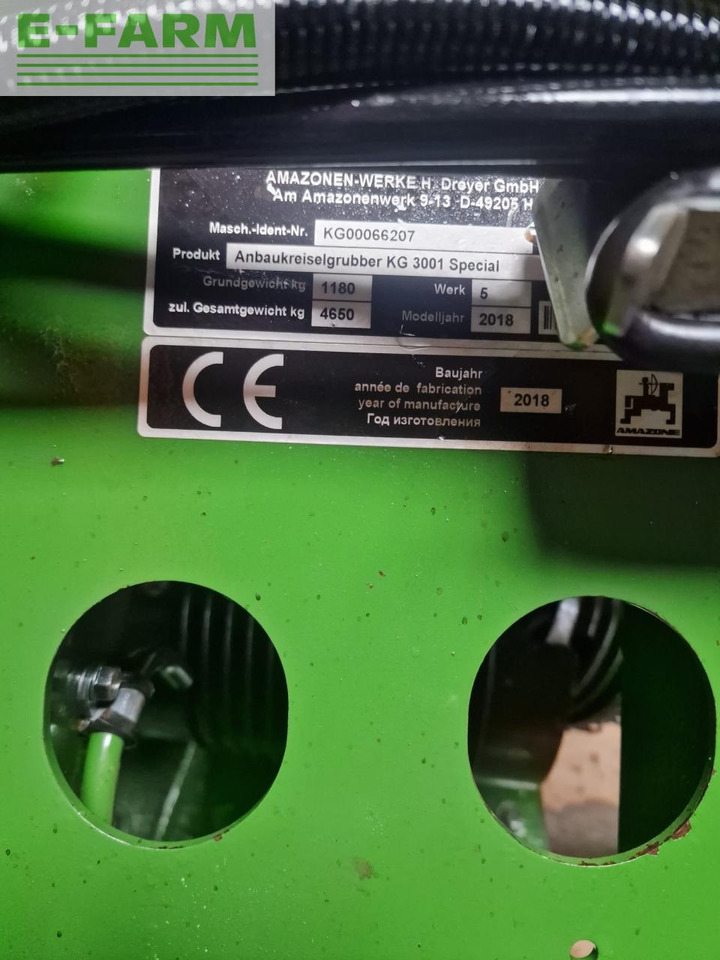 E-FARM
AMAZONEN-WERKE H. Dreyer GmbH
Am Amazonenwerk 9-13 D-49205 H
Masch.-Ident-Nr. KG00066207
Produkt Anbaukreiselgrubber KG 3001 Special
Grundgewicht kg 1180 Werk 5
zul. Gesamtgewicht kg 4650 Modelljahr 2018
CE
Baujahr
année de fabrication
year of manufacture 2018
Год изготовления
AMAZONE